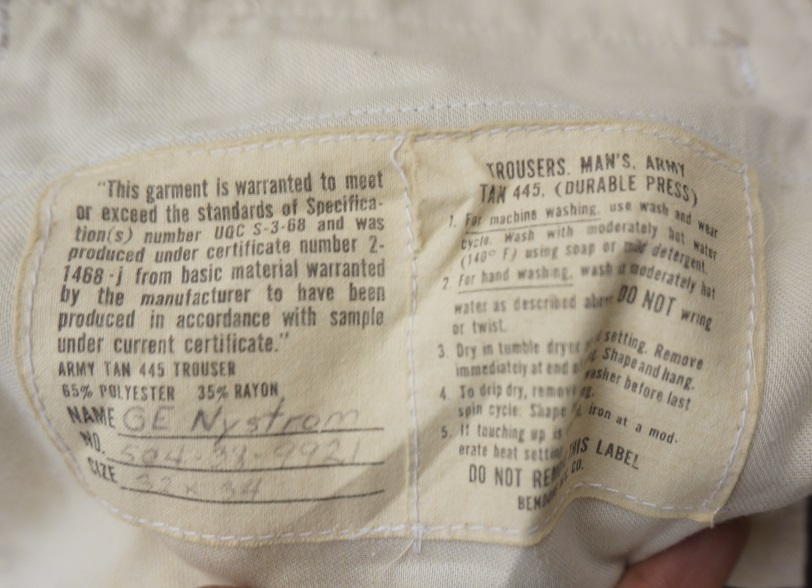 "This garment is warranted to meet
or exceed the standards of Specifica-
tion(s) number UQC S-3-68 and was
produced under certificate number 2-
1468-j from basic material warranted
by the manufacturer to have been
produced in accordance with sample
under current certificate."
ARMY TAN 445 TROUSER
65% POLYESTER 35% RAYON
NAME GE Nystrom
NO.
SIZE 32 x 34
TROUSERS. MAN'S. ARMY
TAN 445. (DURABLE PRESS)
1. For machine washing, use wash and wear
cycle. Wash with moderately hot water
(140° F) using soap or mild detergent.
2. For hand washing, wash moderately hot
water as described above DO NOT wring
or twist.
3. Dry in tumble dryer setting. Remove
immediately at end Shape and hang.
4. To drip dry, remove washer before last
spin cycle. Shape
5. If touching up is iron at a mod-
erate heat setting
DO NOT REMOVE THIS LABEL
CO.